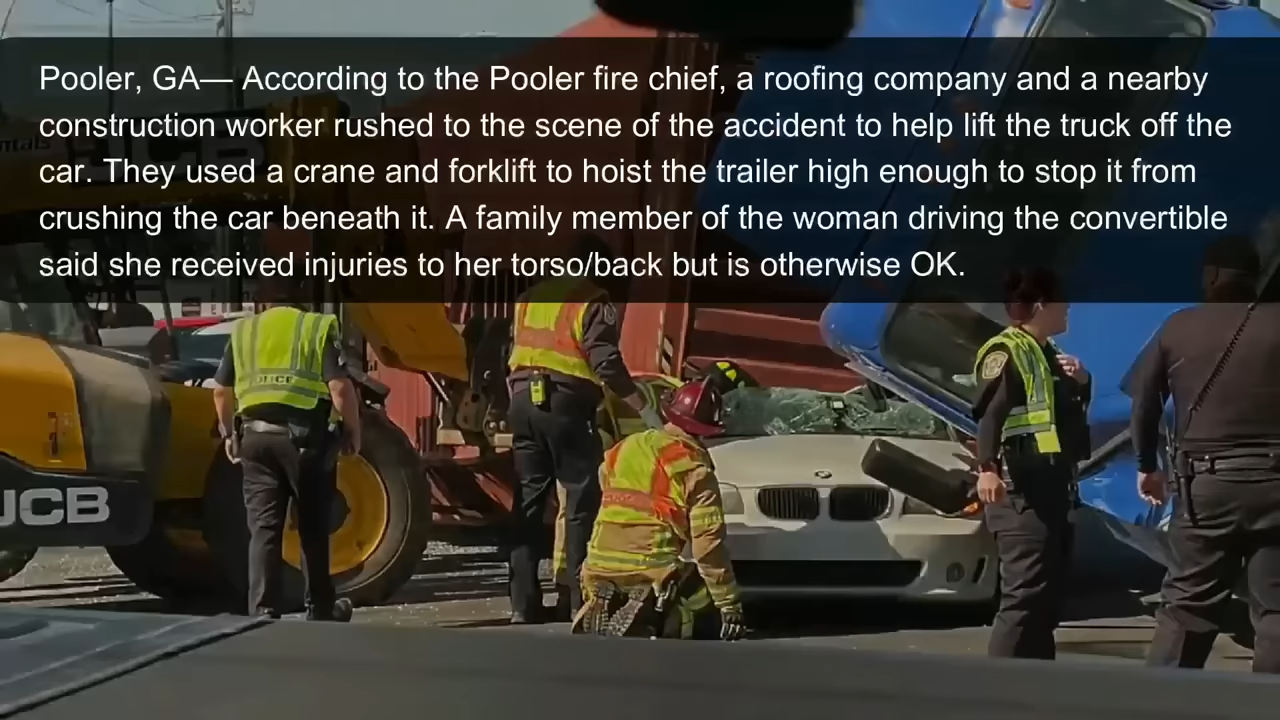 Pooler, GA— According to the Pooler fire chief, a roofing company and a nearby
construction worker rushed to the scene of the accident to help lift the truck off the
car. They used a crane and forklift to hoist the trailer high enough to stop it from
crushing the car beneath it. A family member of the woman driving the convertible
said she received injuries to her torso/back but is otherwise OK.
ntals
JCB
POLICE
JCB